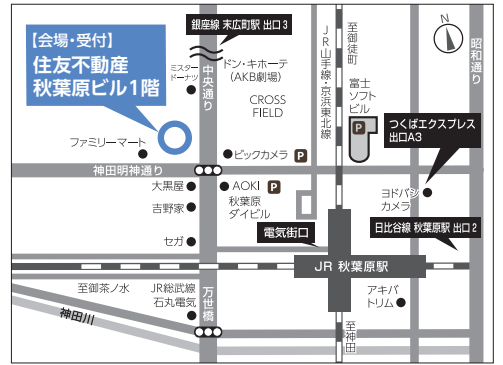 【会場・受付】
住友不動産
秋葉原ビル1階
銀座線 末広町駅 出口3
ミスター
ドーナツ
中央通り
ドン・キホーテ
(AKB劇場)
CROSS
FIELD
JR山手線・京浜東北線
至御徒町
富士
ソフト
ビル
P
N
昭和通り
つくばエクスプレス
出口A3
ファミリーマート
ビックカメラ P
神田明神通り
大黒屋
AOKI P
吉野家
秋葉原
ダイビル
ヨドバシ
カメラ
セガ
電気街口
日比谷線 秋葉原駅 出口2
JR 秋葉原駅
至御茶ノ水
JR総武線
石丸電気
万世橋
神田川
アキバ
トリム
至神田